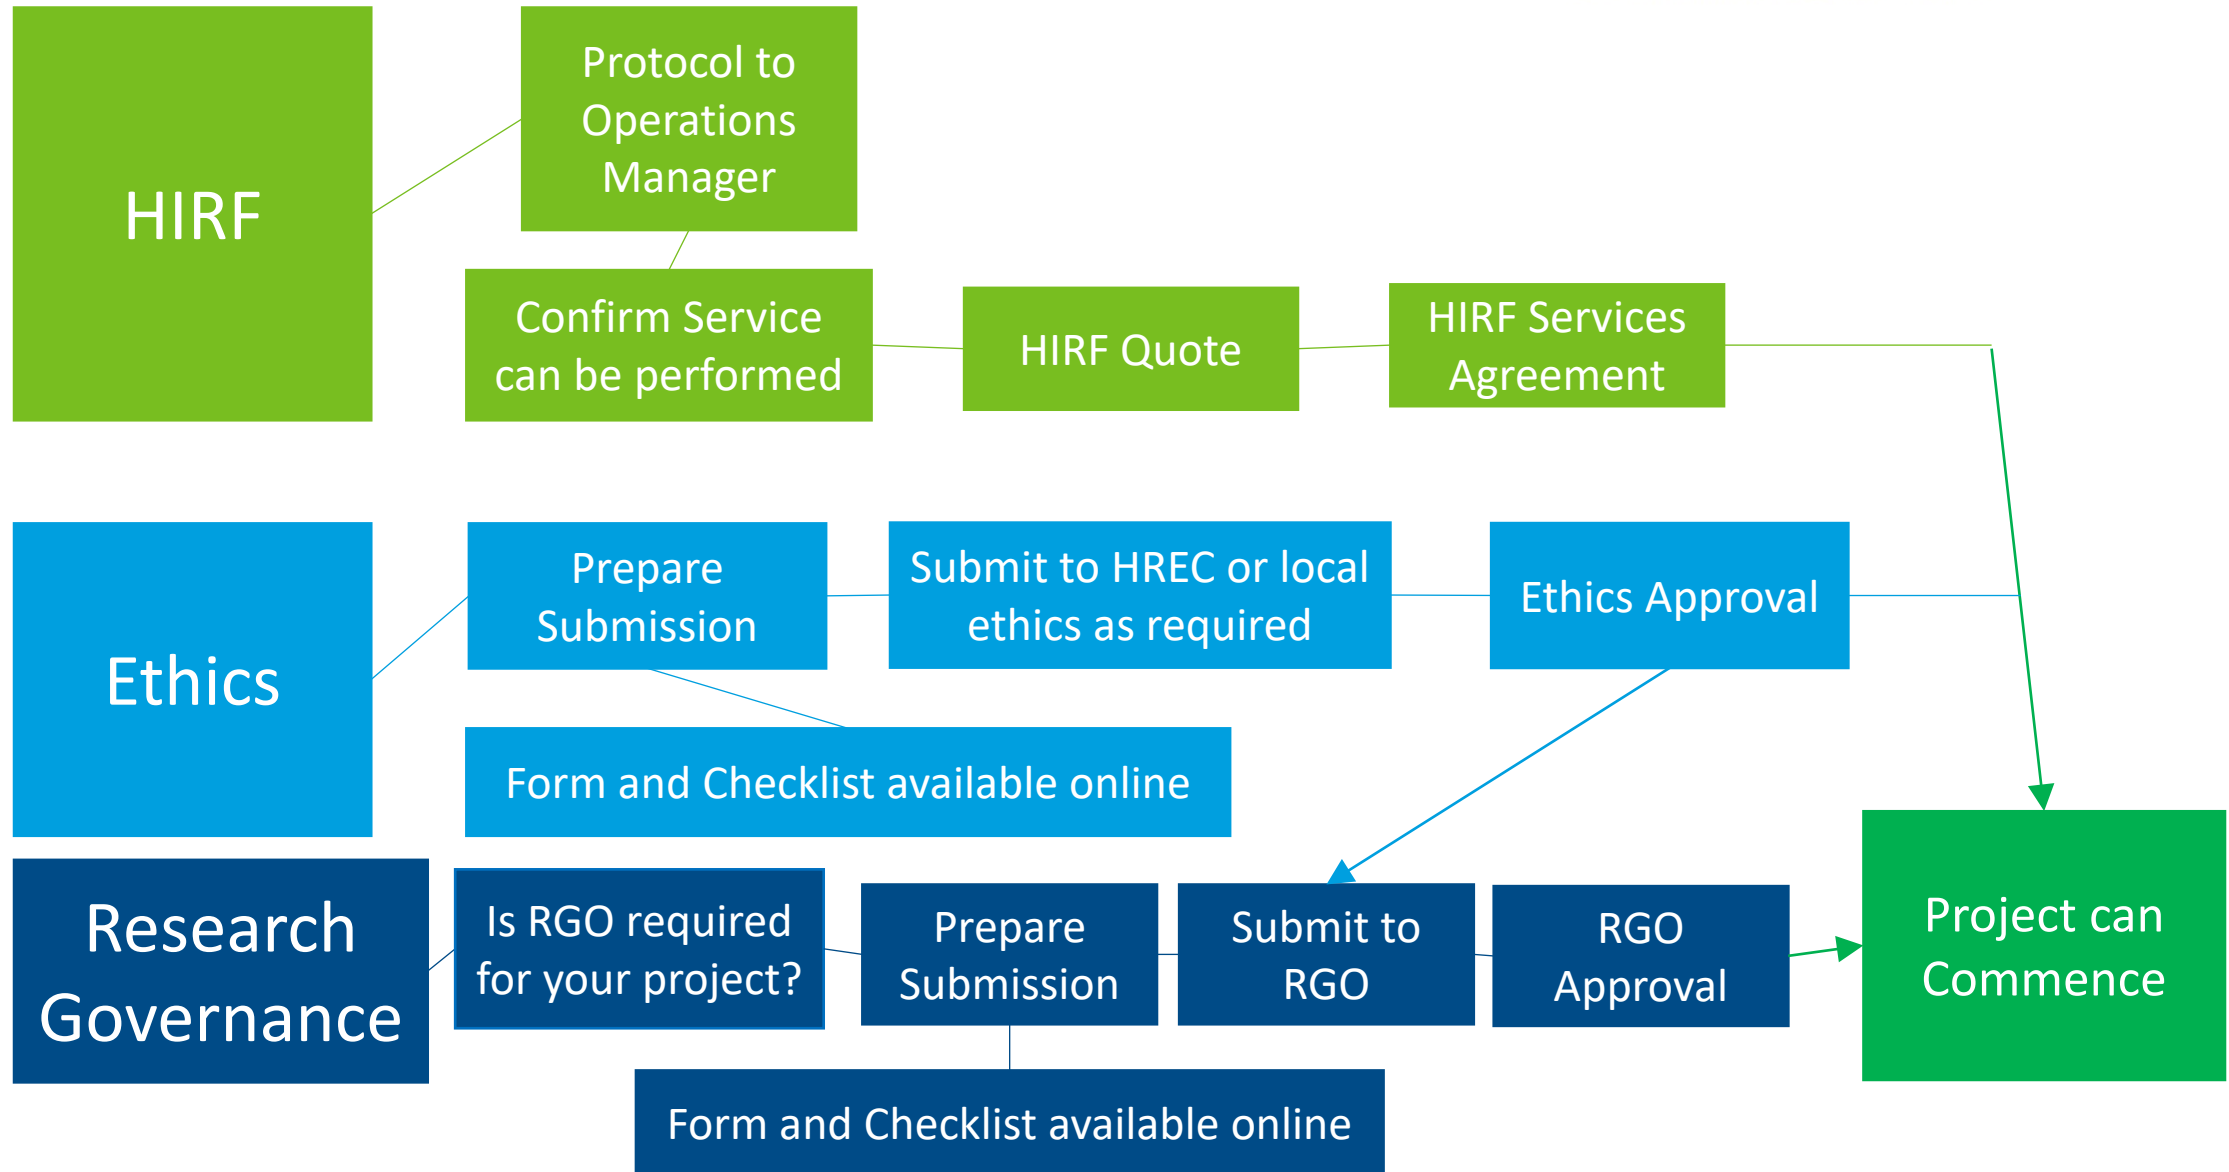 HIRF
Protocol to
Operations
Manager
Confirm Service
can be performed
HIRF Quote
HIRF Services
Agreement
Ethics
Prepare
Submission
Submit to HREC or local
ethics as required
Ethics Approval
Form and Checklist available online
Research
Governance
Is RGO required
for your project?
Prepare
Submission
Submit to
RGO
RGO
Approval
Project can
Commence
Form and Checklist available online